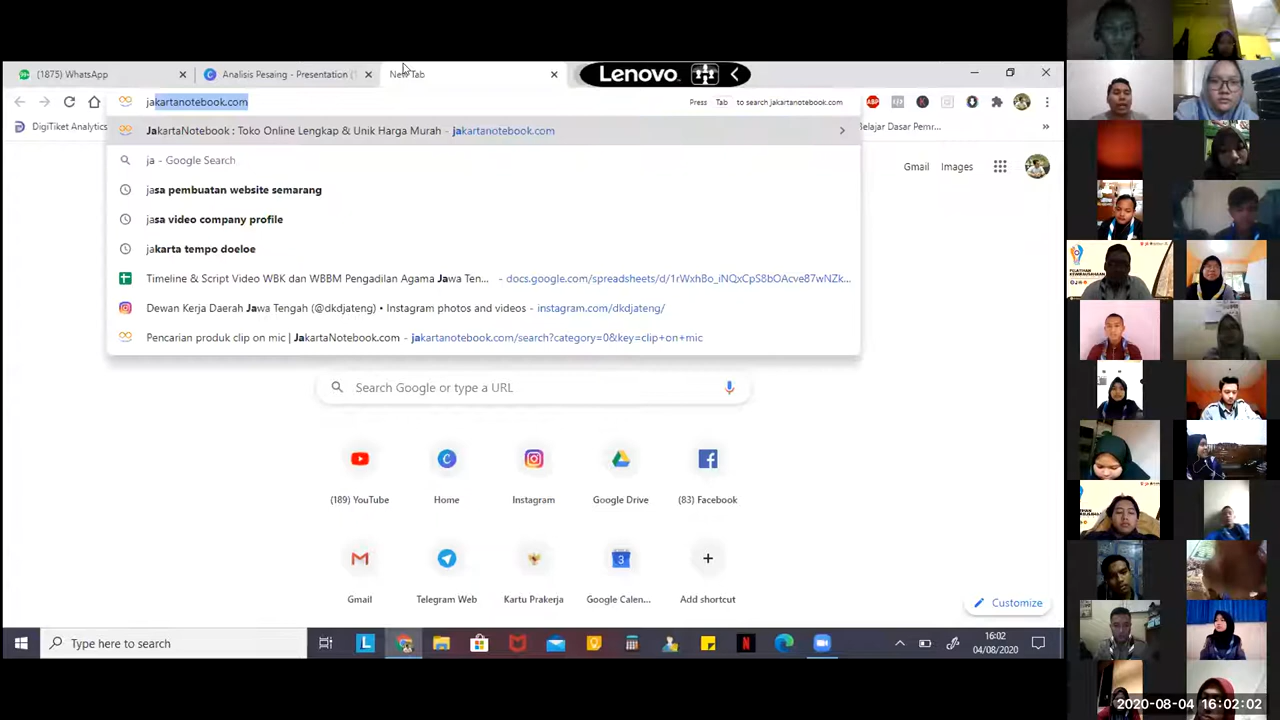 (1875) WhatsApp
Analisis Pesaing - Presentation (1
New Tab
Lenovo
jakartanotebook.com
Press Tab to search jakartanotebook.com
ABP
DigiTiket Analytics
Belajar Dasar Pemr...
JakartaNotebook : Toko Online Lengkap & Unik Harga Murah - jakartanotebook.com
ja - Google Search
Gmail Images
jasa pembuatan website semarang
jasa video company profile
jakarta tempo doeloe
Timeline & Script Video WBK dan WBBM Pengadilan Agama Jawa Ten... - docs.google.com/spreadsheets/d/1rWxhBo_iNQxCpS8bOAcve87wNZk...
Dewan Kerja Daerah Jawa Tengah (@dkdjateng) • Instagram photos and videos - instagram.com/dkdjateng/
Pencarian produk clip on mic | JakartaNotebook.com - jakartanotebook.com/search?category=0&key=clip+on+mic
Search Google or type a URL
(189) YouTube
Home
Instagram
Google Drive
(83) Facebook
Gmail
Telegram Web
Kartu Prakerja
Google Calen...
Add shortcut
Customize
Type here to search
16:02
04/08/2020
PELATIHAN
KEWIRAUSAHAAN
2020-08-04 16:02:02